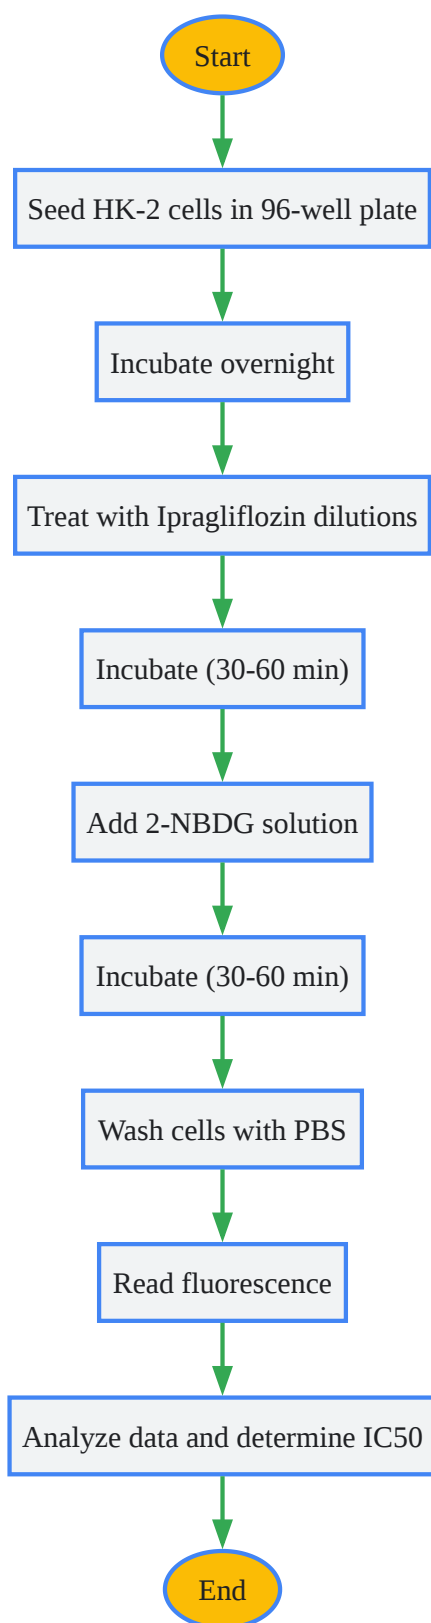 Start
Seed HK-2 cells in 96-well plate
Incubate overnight
Treat with Ipragliflozin dilutions
Incubate (30-60 min)
Add 2-NBDG solution
Incubate (30-60 min)
Wash cells with PBS
Read fluorescence
Analyze data and determine IC50
End